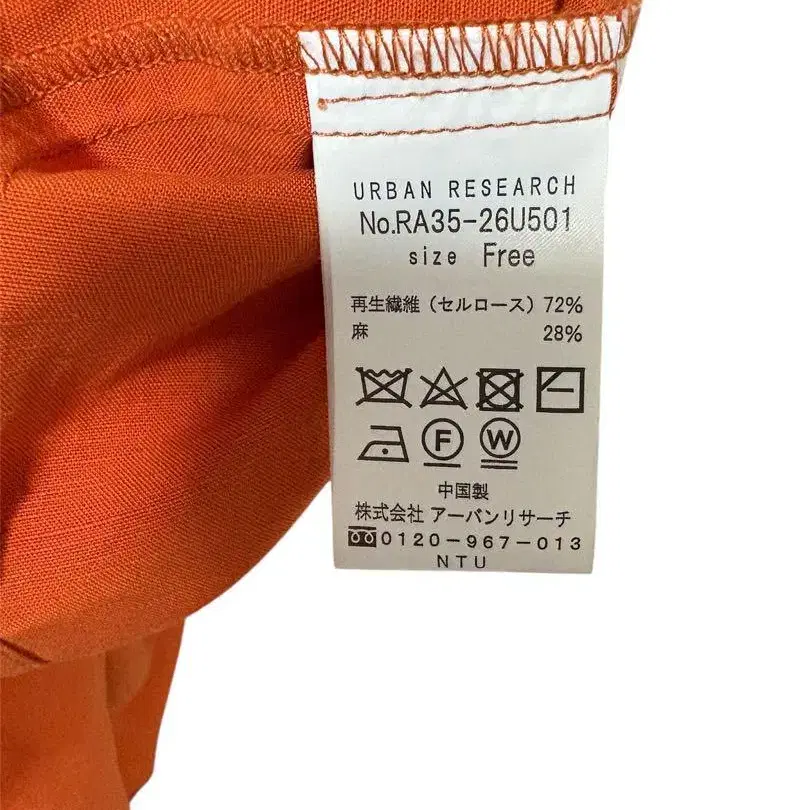 URBAN RESEARCH
No.RA35-26U501
size Free
再生繊維（セルロース）72%
麻 28%
F W
中国製
株式会社 アーバンリサーチ
0120-967-013
NTU